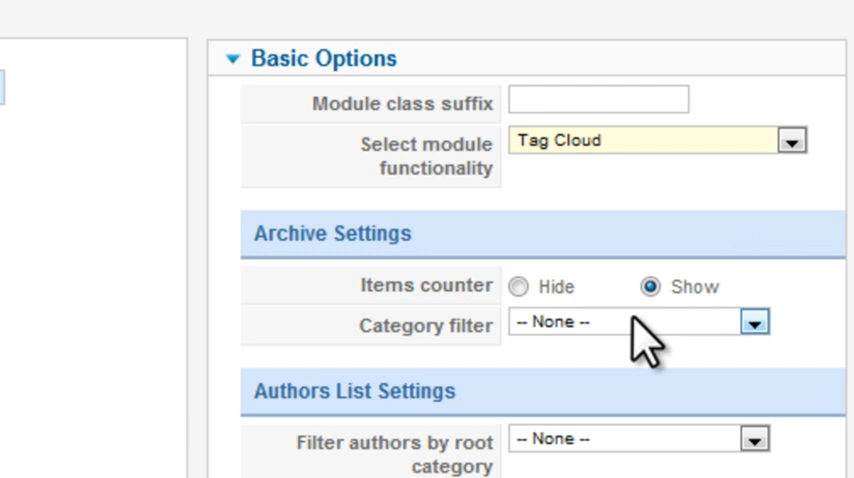 Basic Options
Module class suffix
Select module
functionality
Tag Cloud
Archive Settings
Items counter
Hide
Show
Category filter
-- None --
Authors List Settings
Filter authors by root
category
-- None --